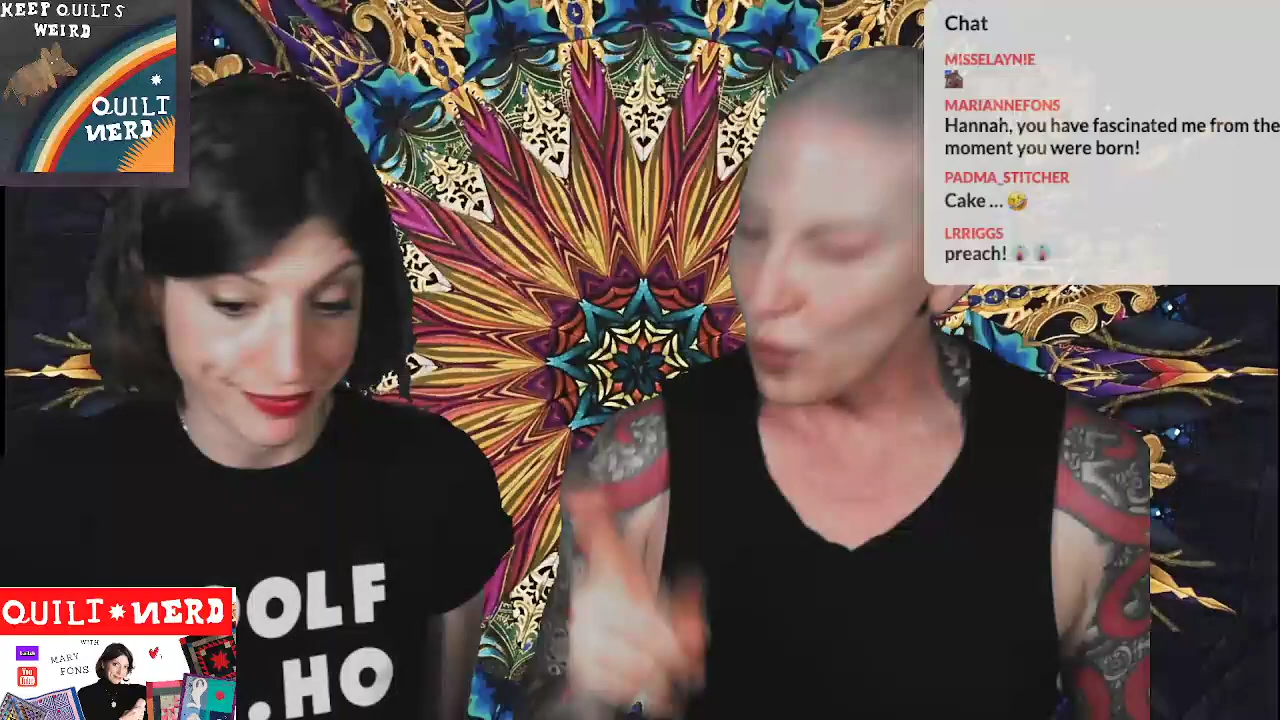 KEEP QUILTS
WEIRD
QUILT
NERD
Chat
MISSELAYNIE
MARIANNEFONS
Hannah, you have fascinated me from the
moment you were born!
PADMA_STITCHER
Cake ... 🤣
LRRIGGS
preach!
OLF
.HO
QUILT NERD
WITH
MARY
FONS